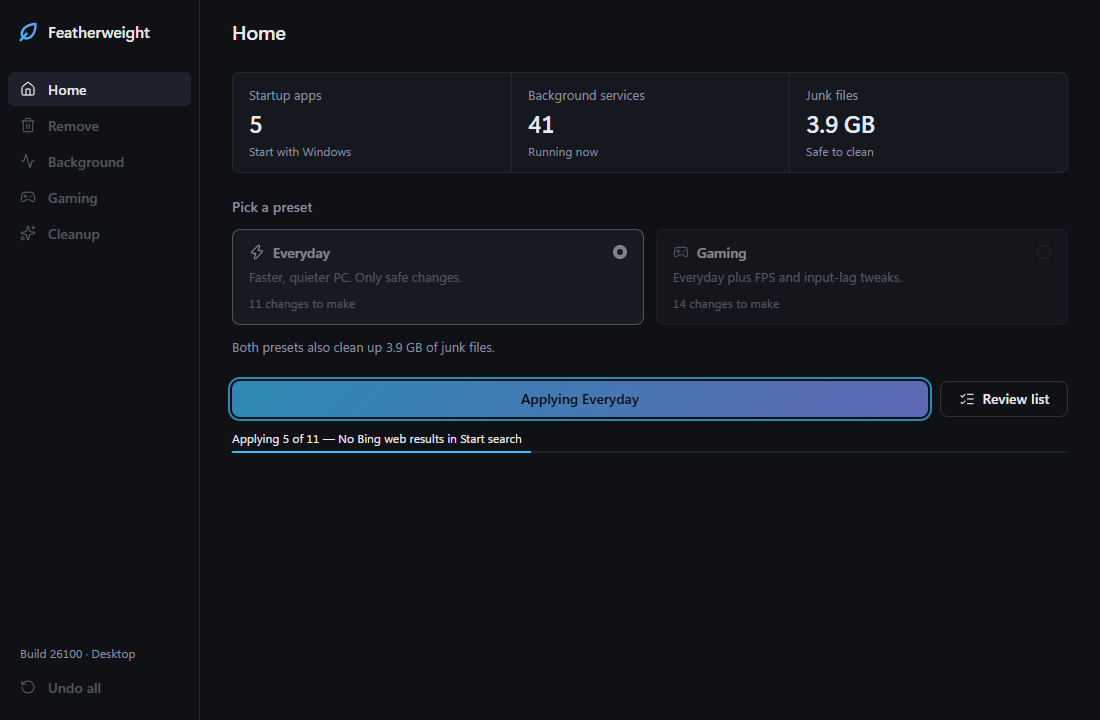 Featherweight
Home
Remove
Background
Gaming
Cleanup
Build 26100 · Desktop
Undo all
Home
Startup apps
5
Start with Windows
Background services
41
Running now
Junk files
3.9 GB
Safe to clean
Pick a preset
Everyday
Faster, quieter PC. Only safe changes.
11 changes to make
Gaming
Everyday plus FPS and input-lag tweaks.
14 changes to make
Both presets also clean up 3.9 GB of junk files.
Applying Everyday
Review list
Applying 5 of 11 — No Bing web results in Start search